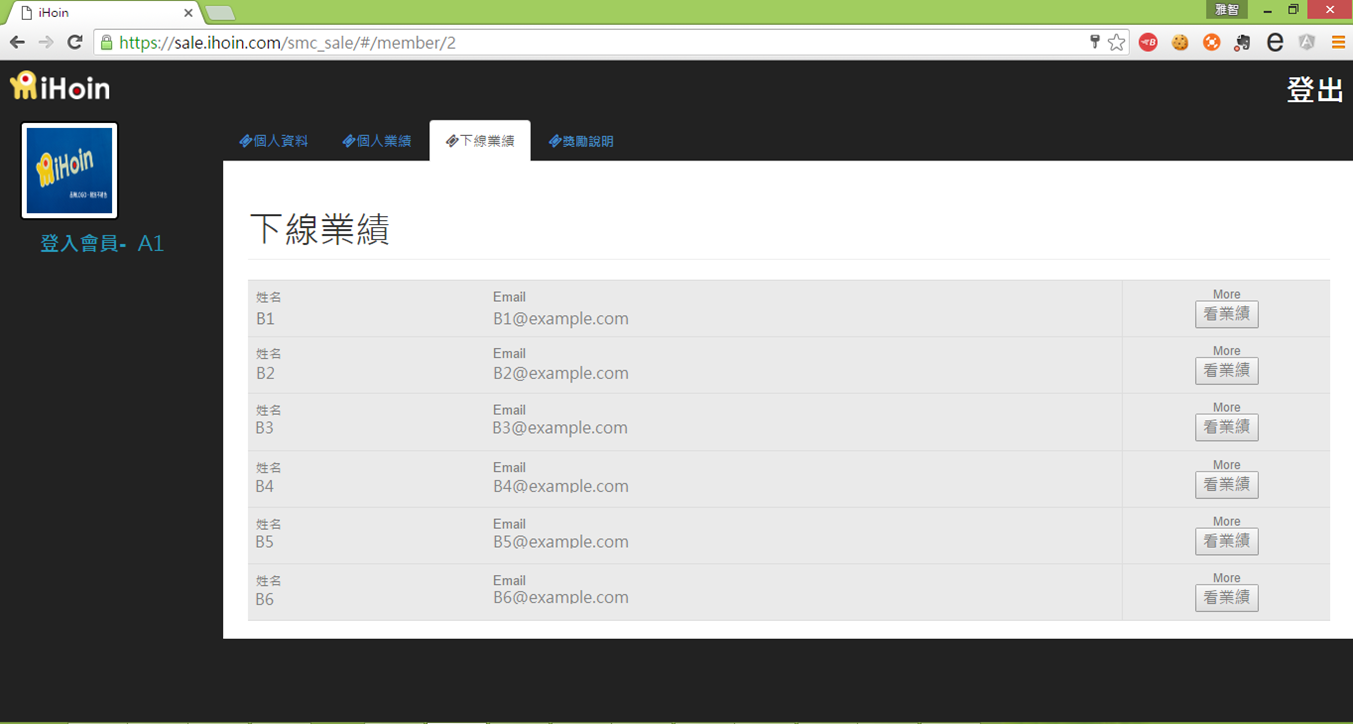 iHoin
雅智
https://sale.ihoin.com/smc_sale/#/member/2
iHoin
登出
iHoin
登入會員- A1
個人資料 個人業績 下線業績 獎勵說明
下線業績
姓名 Email More
B1 B1@example.com 看業績
姓名 Email More
B2 B2@example.com 看業績
姓名 Email More
B3 B3@example.com 看業績
姓名 Email More
B4 B4@example.com 看業績
姓名 Email More
B5 B5@example.com 看業績
姓名 Email More
B6 B6@example.com 看業績